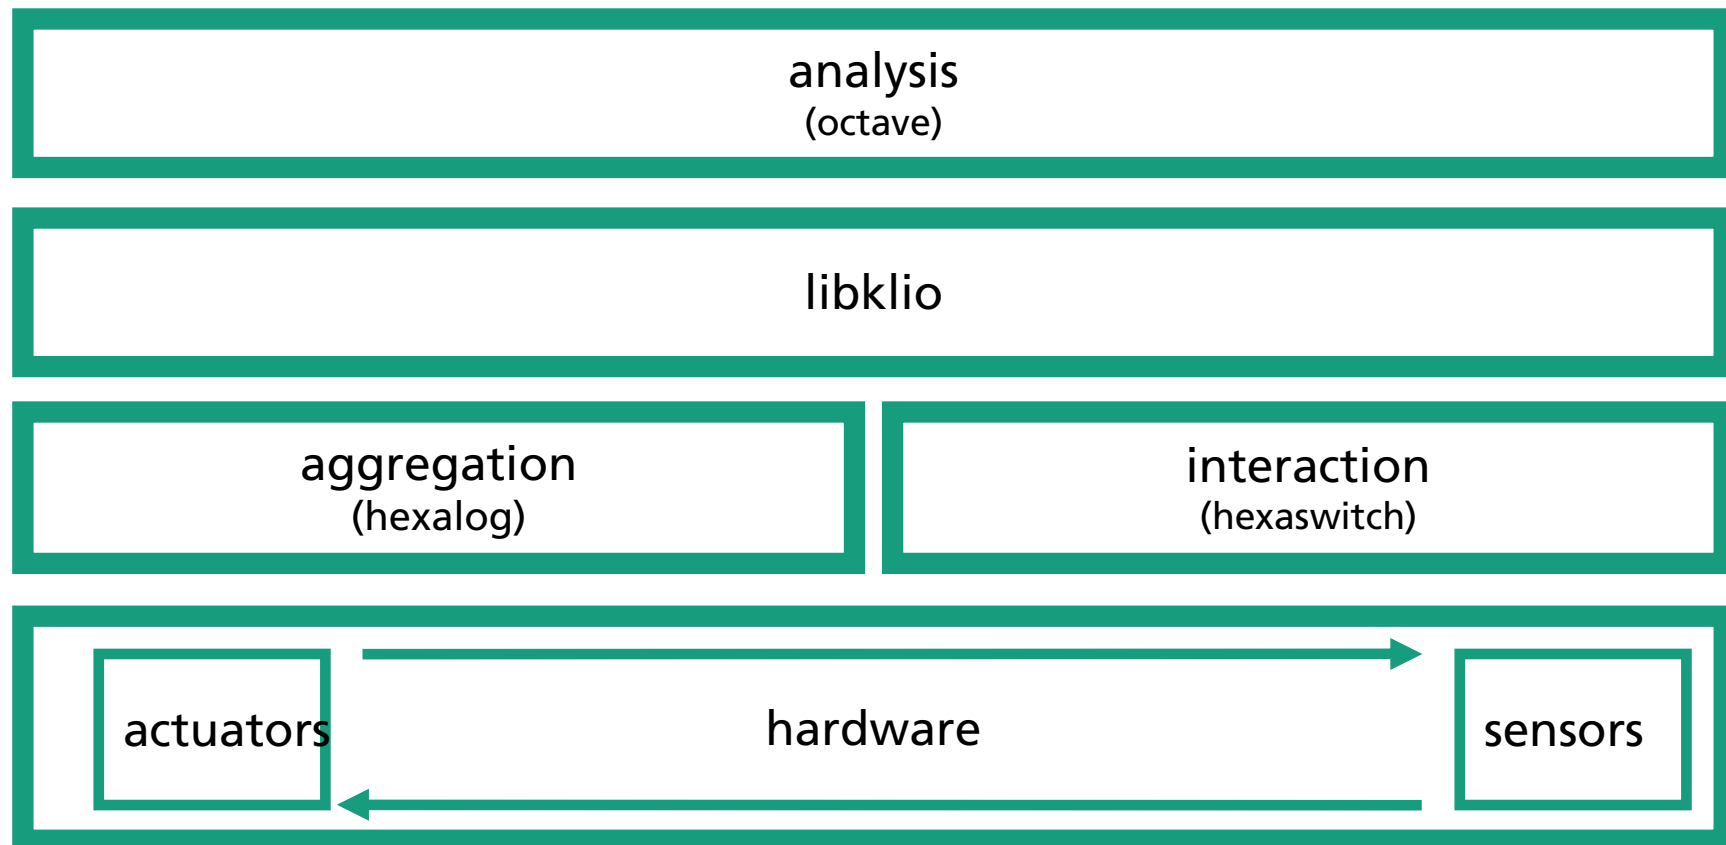 analysis
(octave)
libklio
aggregation
(hexalog)
interaction
(hexaswitch)
actuators
hardware
sensors